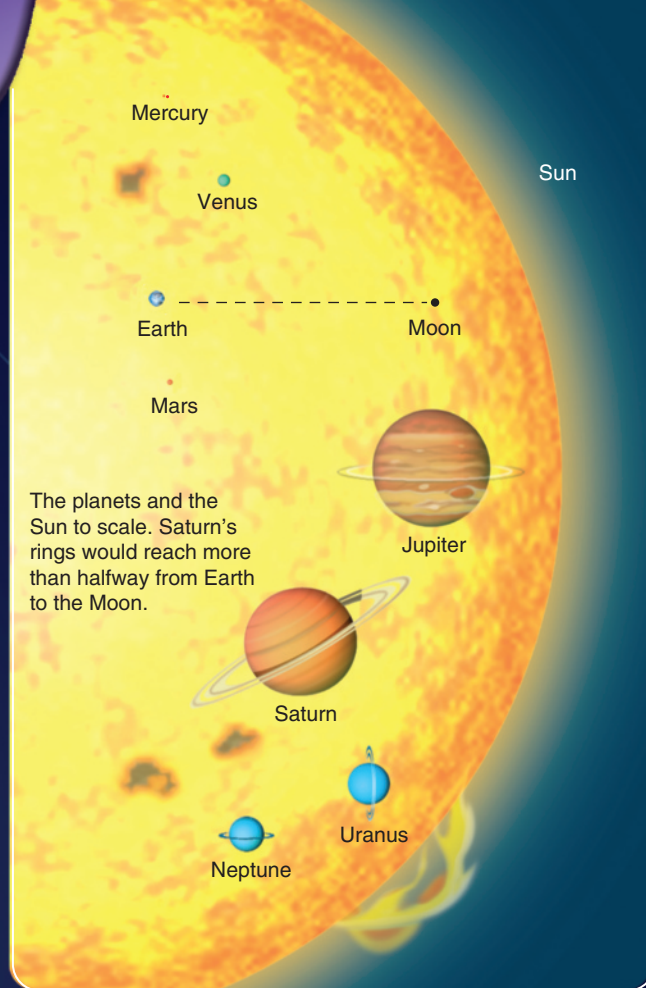 Mercury
Sun
Venus
Earth
Moon
Mars
The planets and the
Sun to scale. Saturn's
rings would reach more
than halfway from Earth
to the Moon.
Jupiter
Saturn
Uranus
Neptune